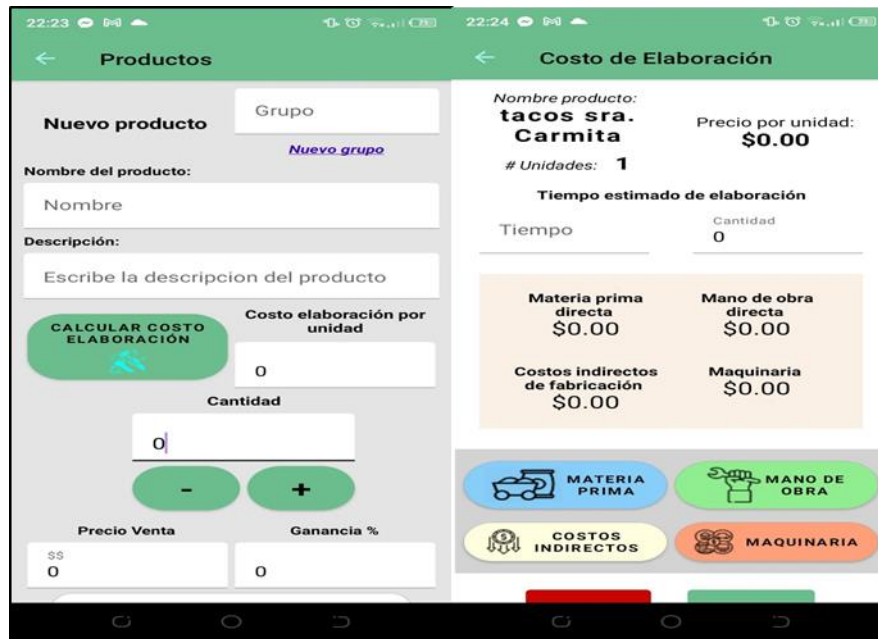 22:23
Productos
Nuevo producto
Grupo
Nuevo grupo
Nombre del producto:
Nombre
Descripción:
Escribe la descripcion del producto
CALCULAR COSTO
ELABORACIÓN
Costo elaboración por
unidad
0
Cantidad
0
-
+
Precio Venta
Ganancia %
$$
0
0
22:24
Costo de Elaboración
Nombre producto:
tacos sra.
Carmita
Precio por unidad:
$0.00
# Unidades: 1
Tiempo estimado de elaboración
Tiempo
Cantidad
0
Materia prima
directa
$0.00
Mano de obra
directa
$0.00
Costos indirectos
de fabricación
$0.00
Maquinaria
$0.00
MATERIA
PRIMA
MANO DE
OBRA
COSTOS
INDIRECTOS
MAQUINARIA